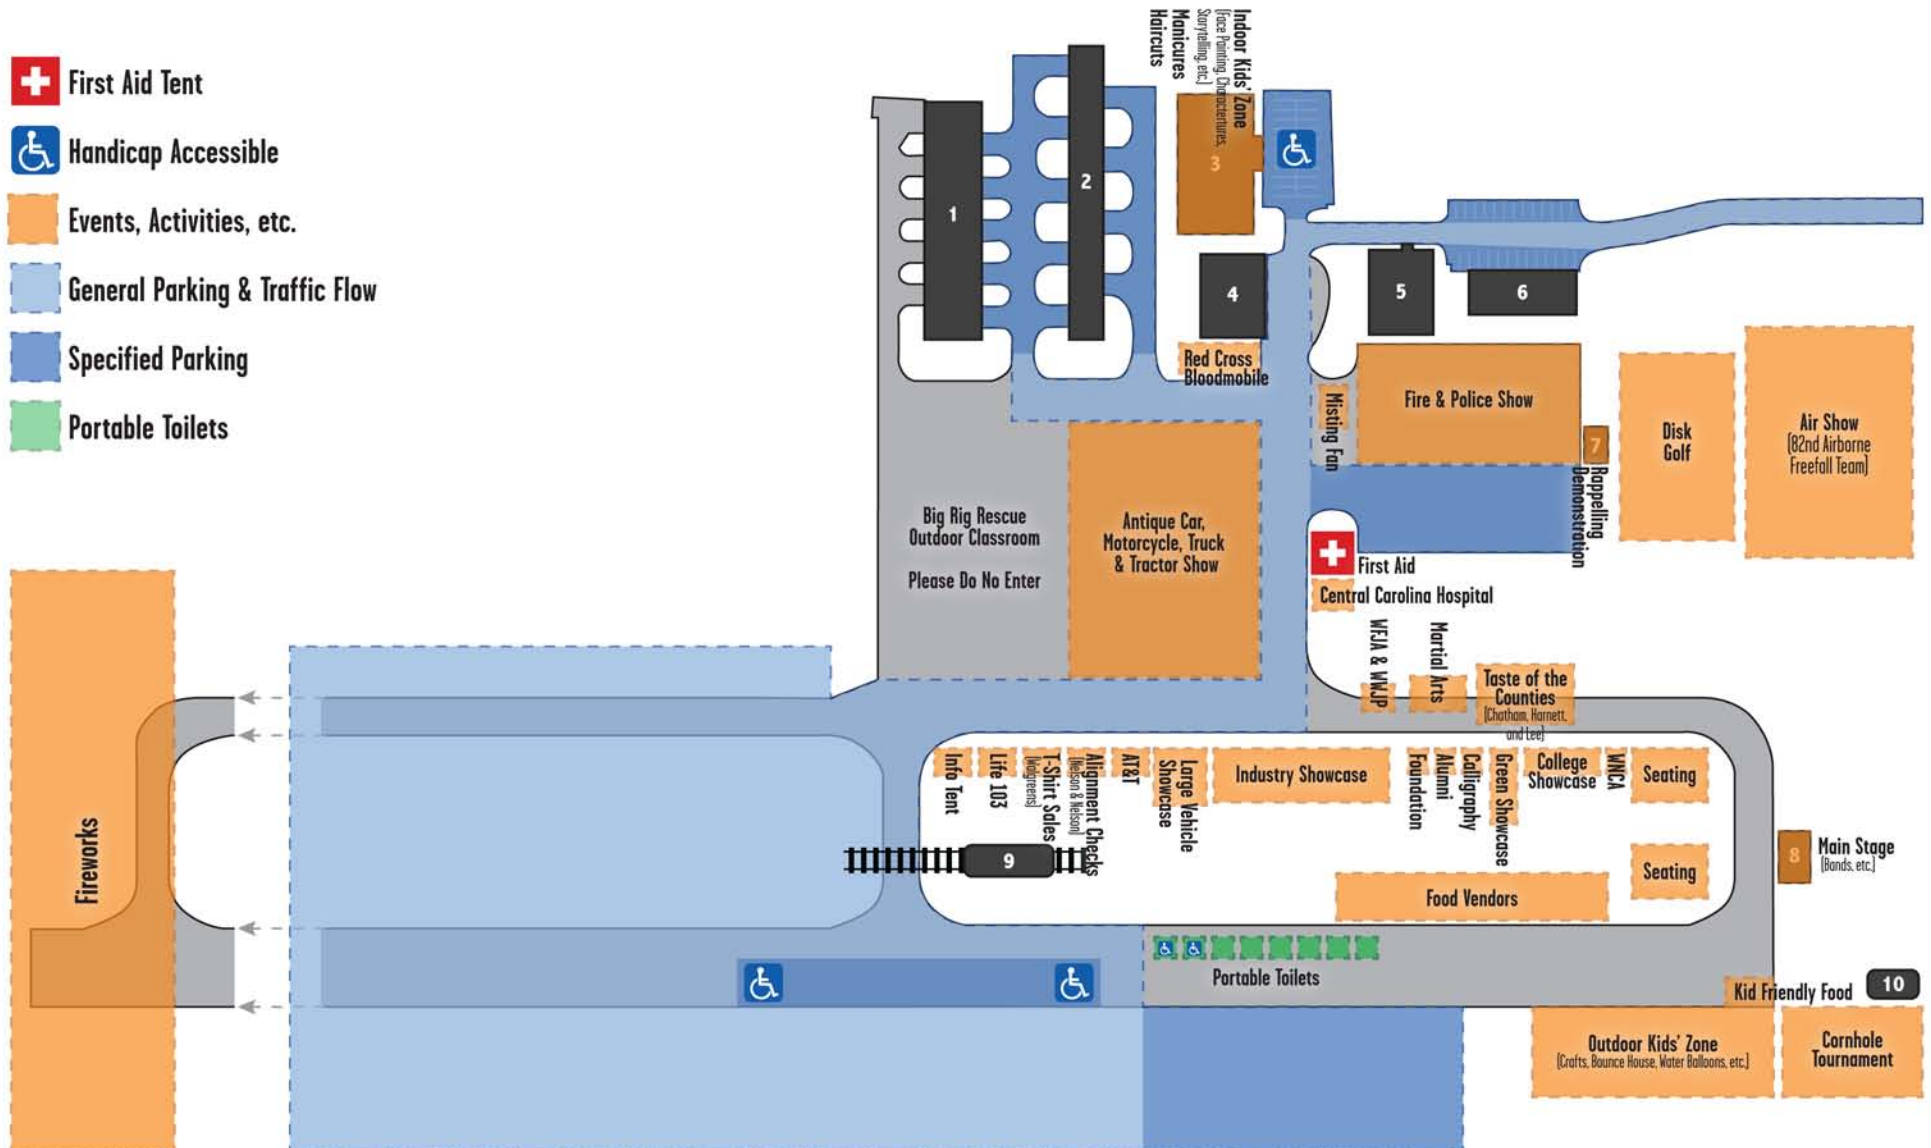 First Aid Tent
Handicap Accessible
Events, Activities, etc.
General Parking & Traffic Flow
Specified Parking
Portable Toilets
Indoor Kids' Zone
(Face Painting, Charactertures,
Storytelling, etc.)
Manicures
Haircuts
1
2
3
4
5
6
Red Cross
Bloodmobile
Misting Fan
Fire & Police Show
7
Rappelling
Demonstration
Disk
Golf
Air Show
(82nd Airborne
Freefall Team)
Big Rig Rescue
Outdoor Classroom
Please Do No Enter
Antique Car,
Motorcycle, Truck
& Tractor Show
First Aid
Central Carolina Hospital
WFJA & WWJP
Martial Arts
Taste of the
Counties
(Chatham, Harnett,
and Lee)
Info Tent
Life 103
T-Shirt Sales
(Walgreens)
Alignment Checks
(Nelson & Nelson)
AT&T
Large Vehicle
Showcase
Industry Showcase
Foundation
Alumni
Calligraphy
Green Showcase
College
Showcase
WNCA
Seating
Fireworks
9
Seating
Food Vendors
8
Main Stage
(Bands, etc.)
Portable Toilets
Kid Friendly Food
10
Outdoor Kids' Zone
(Crafts, Bounce House, Water Balloons, etc.)
Cornhole
Tournament